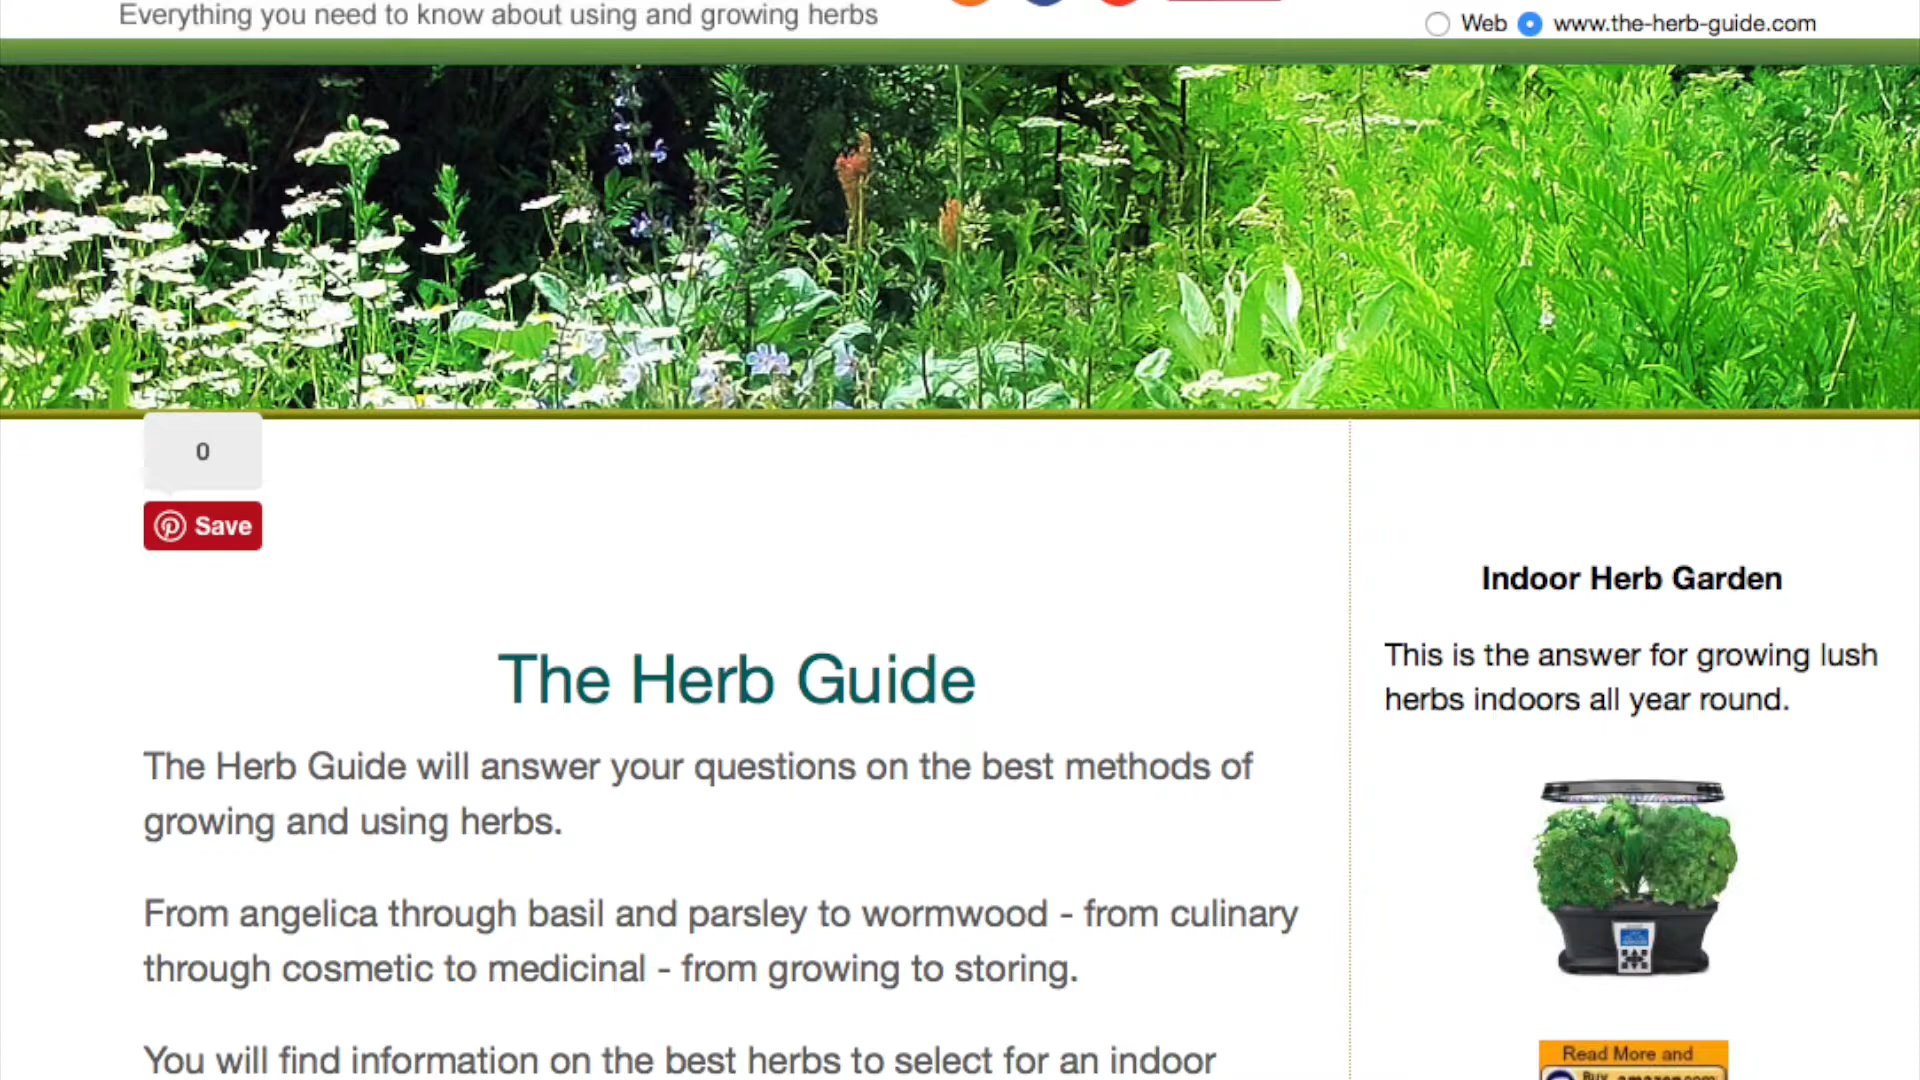 Everything you need to know about using and growing herbs
Web www.the-herb-guide.com
0
Save
The Herb Guide
The Herb Guide will answer your questions on the best methods of
growing and using herbs.
From angelica through basil and parsley to wormwood - from culinary
through cosmetic to medicinal - from growing to storing.
You will find information on the best herbs to select for an indoor
Indoor Herb Garden
This is the answer for growing lush
herbs indoors all year round.
Read More and
Buy amazon.com